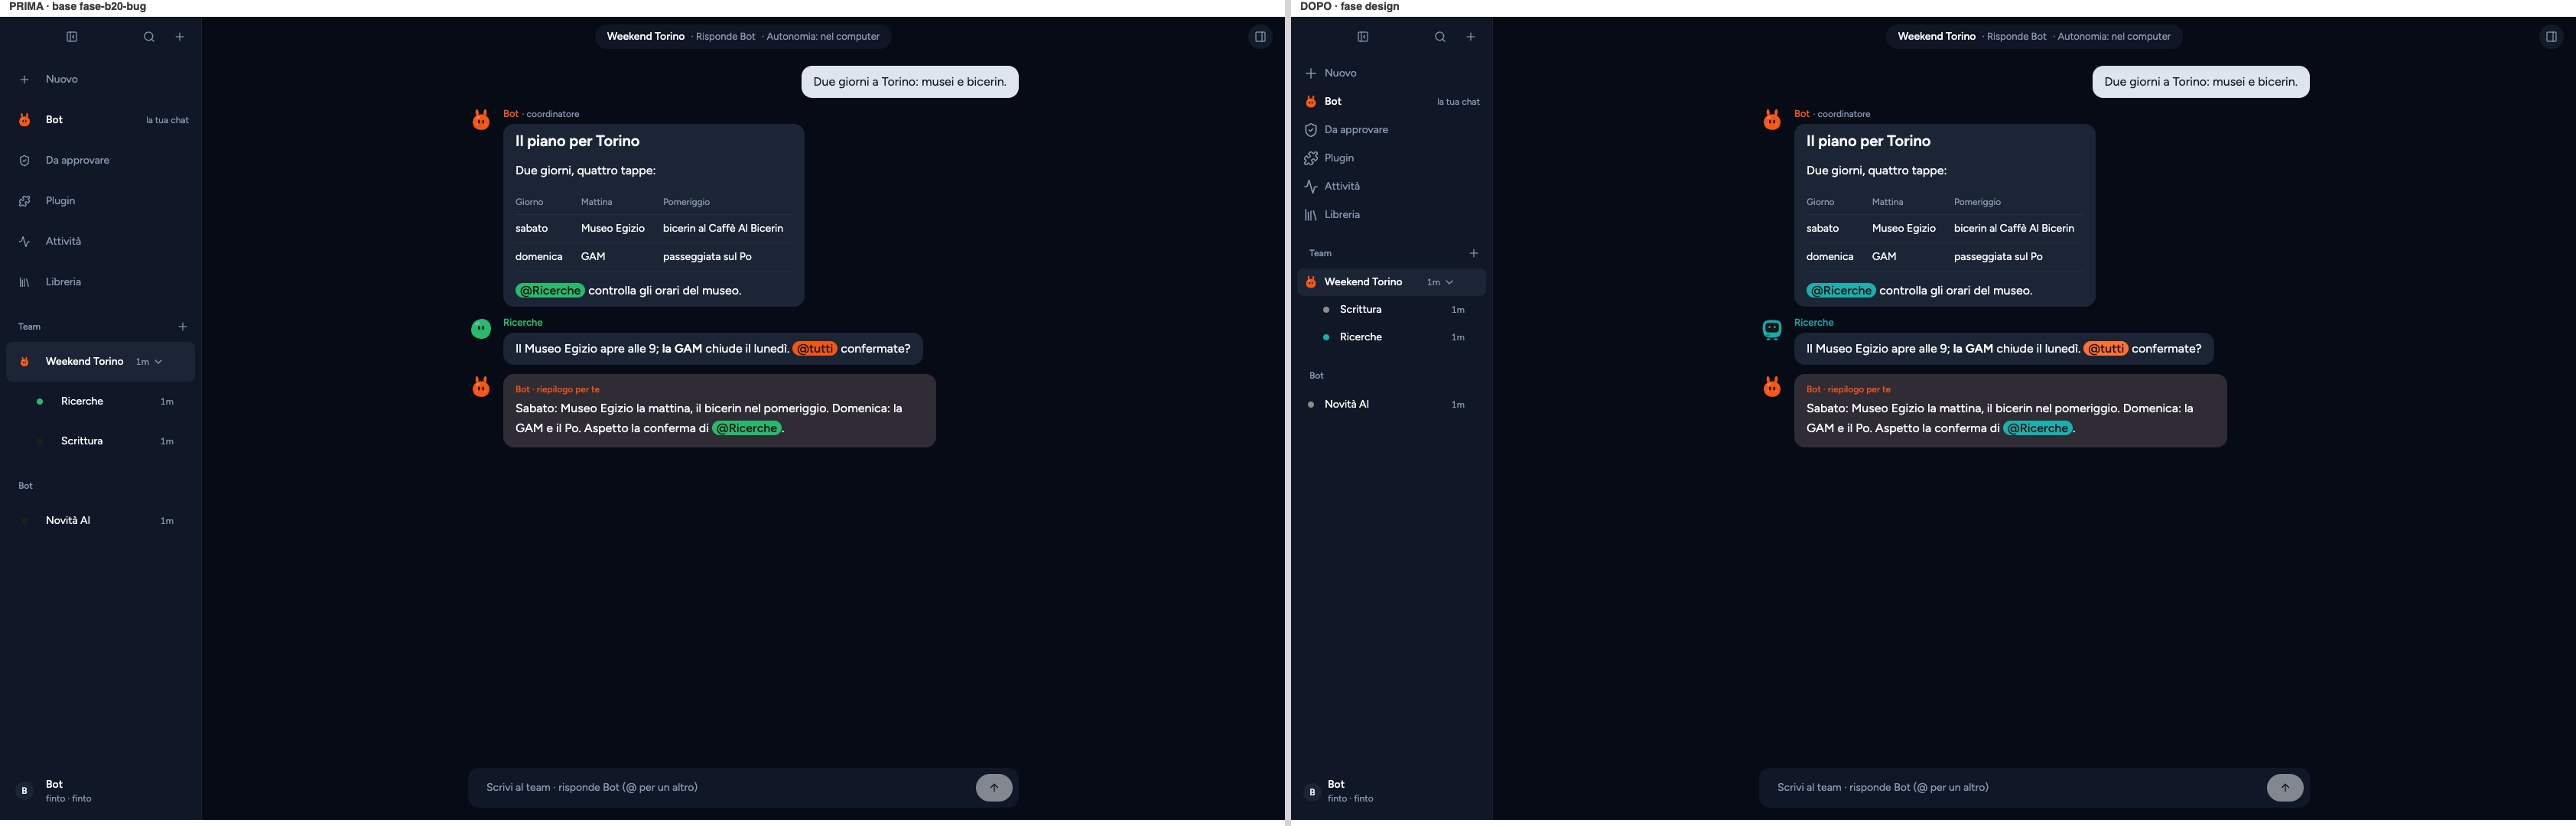 PRIMA · base fase-b20-bug
Weekend Torino · Risponde Bot · Autonomia: nel computer
Nuovo
Bot la tua chat
Da approvare
Plugin
Attività
Libreria
Team
Weekend Torino 1m
Ricerche 1m
Scrittura 1m
Bot
Novità AI 1m
B
Bot
finto · finto
Due giorni a Torino: musei e bicerin.
Bot · coordinatore
Il piano per Torino
Due giorni, quattro tappe:
Giorno Mattina Pomeriggio
sabato Museo Egizio bicerin al Caffè Al Bicerin
domenica GAM passeggiata sul Po
@Ricerche controlla gli orari del museo.
Ricerche
Il Museo Egizio apre alle 9; la GAM chiude il lunedì. @tutti confermate?
Bot · riepilogo per te
Sabato: Museo Egizio la mattina, il bicerin nel pomeriggio. Domenica: la
GAM e il Po. Aspetto la conferma di @Ricerche.
Scrivi al team · risponde Bot (@ per un altro)
DOPO · fase design
Weekend Torino · Risponde Bot · Autonomia: nel computer
Nuovo
Bot la tua chat
Da approvare
Plugin
Attività
Libreria
Team
Weekend Torino 1m
Scrittura 1m
Ricerche 1m
Bot
Novità AI 1m
B
Bot
finto · finto
Due giorni a Torino: musei e bicerin.
Bot · coordinatore
Il piano per Torino
Due giorni, quattro tappe:
Giorno Mattina Pomeriggio
sabato Museo Egizio bicerin al Caffè Al Bicerin
domenica GAM passeggiata sul Po
@Ricerche controlla gli orari del museo.
Ricerche
Il Museo Egizio apre alle 9; la GAM chiude il lunedì. @tutti confermate?
Bot · riepilogo per te
Sabato: Museo Egizio la mattina, il bicerin nel pomeriggio. Domenica: la
GAM e il Po. Aspetto la conferma di @Ricerche.
Scrivi al team · risponde Bot (@ per un altro)